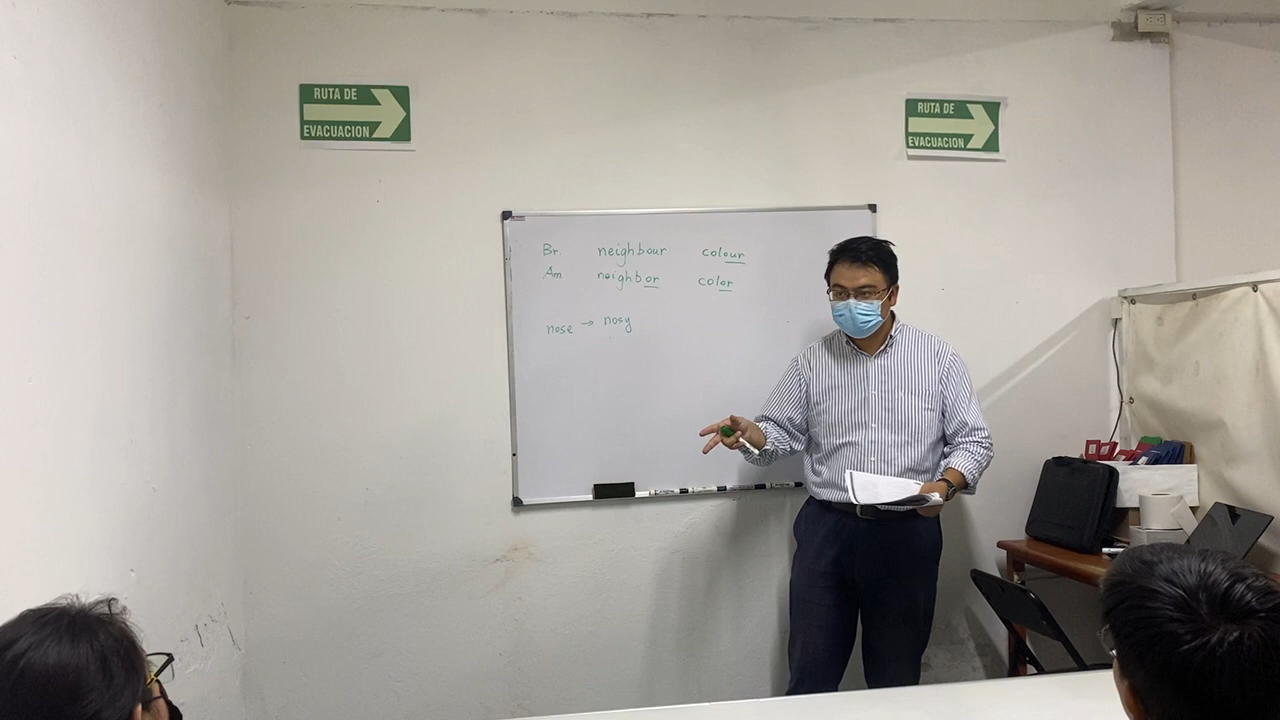 RUTA DE
EVACUACION
RUTA DE
EVACUACION
Br. neighbour colour
Am neighbor color
nose → nosy